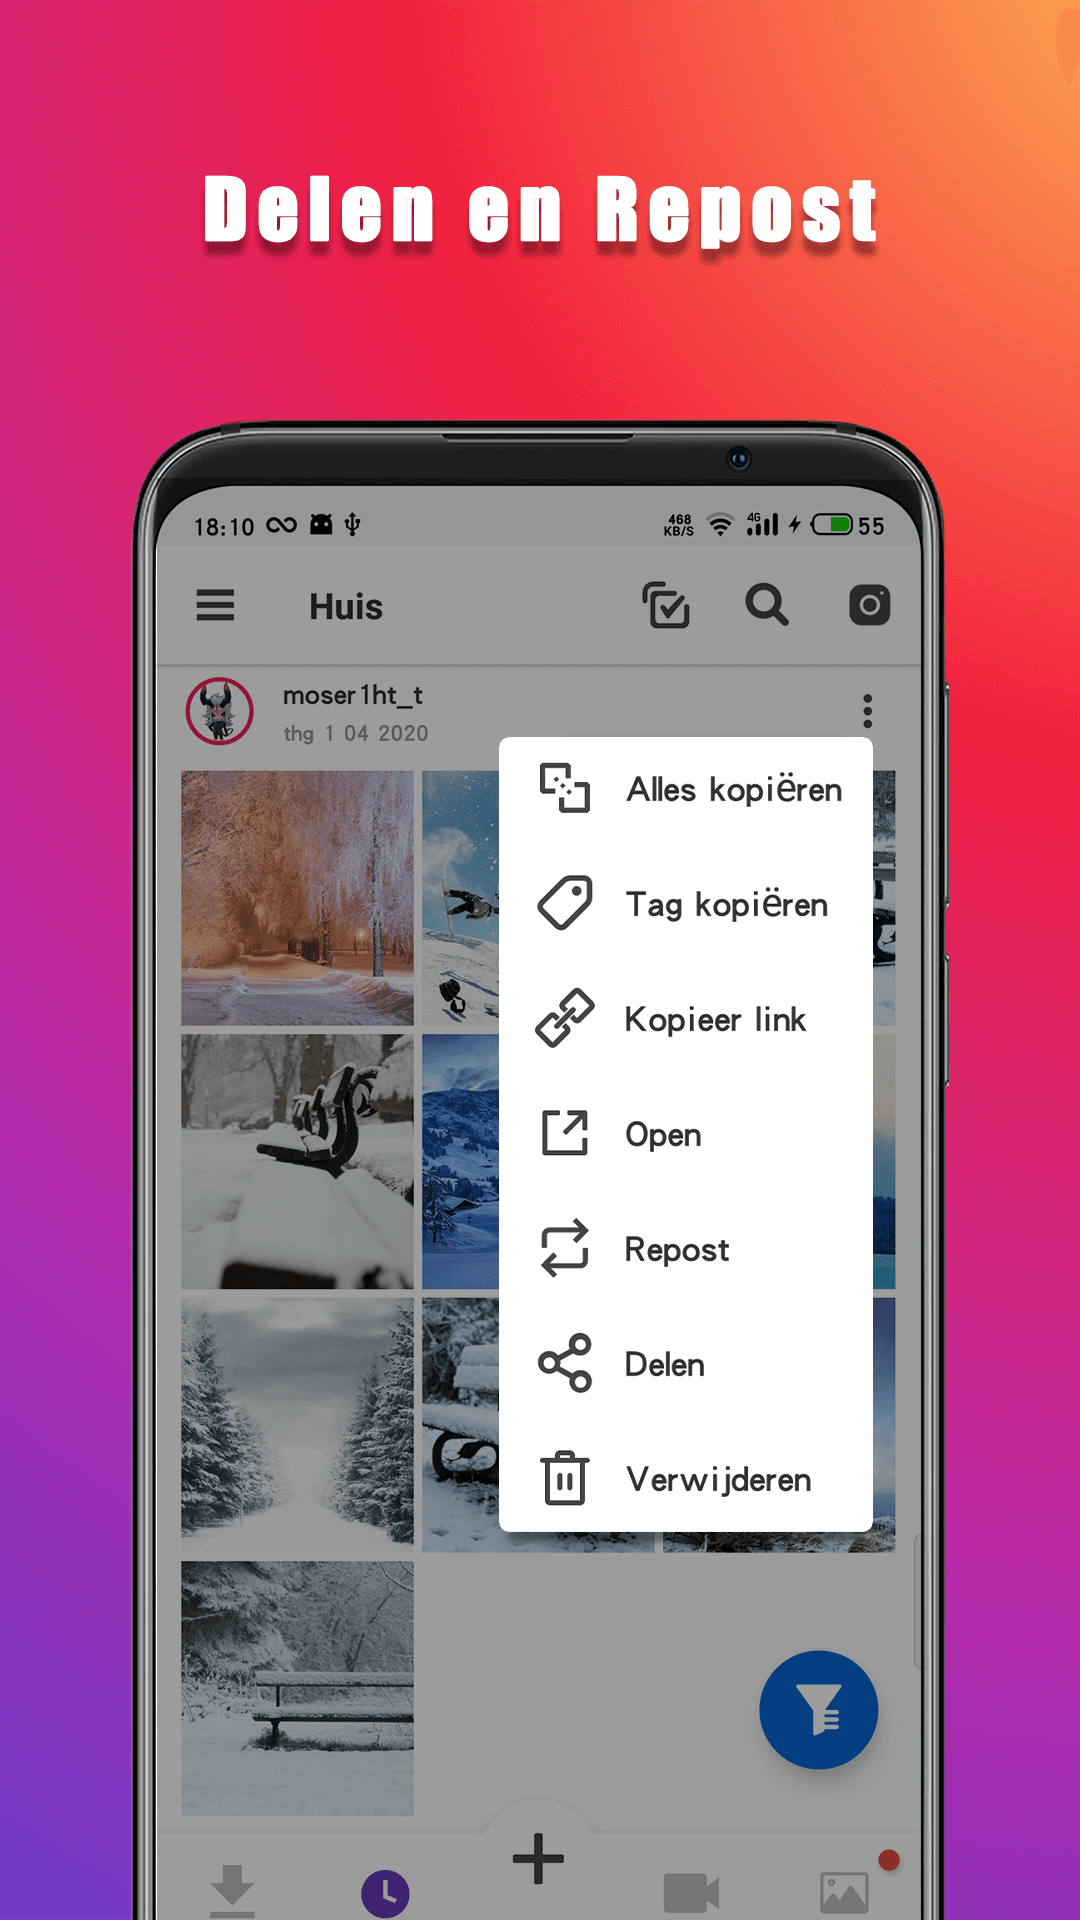 Delen en Repost
18:10
468
KB/S
4G
55
Huis
moser1ht_t
thg 1 04 2020
Alles kopiëren
Tag kopiëren
Kopieer link
Open
Repost
Delen
Verwijderen